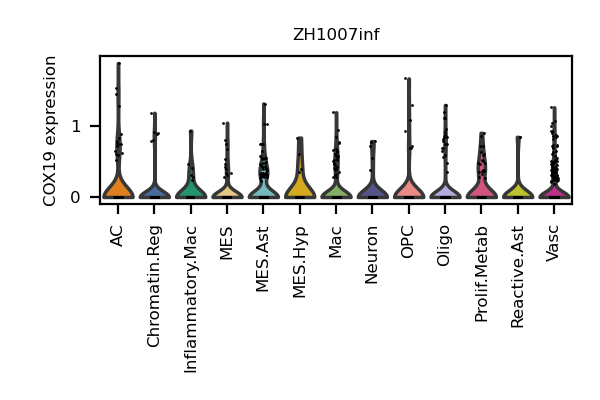 ZH1007inf
COX19 expression
1
0
AC
Chromatin.Reg
Inflammatory.Mac
MES
MES.Ast
MES.Hyp
Mac
Neuron
OPC
Oligo
Prolif.Metab
Reactive.Ast
Vasc